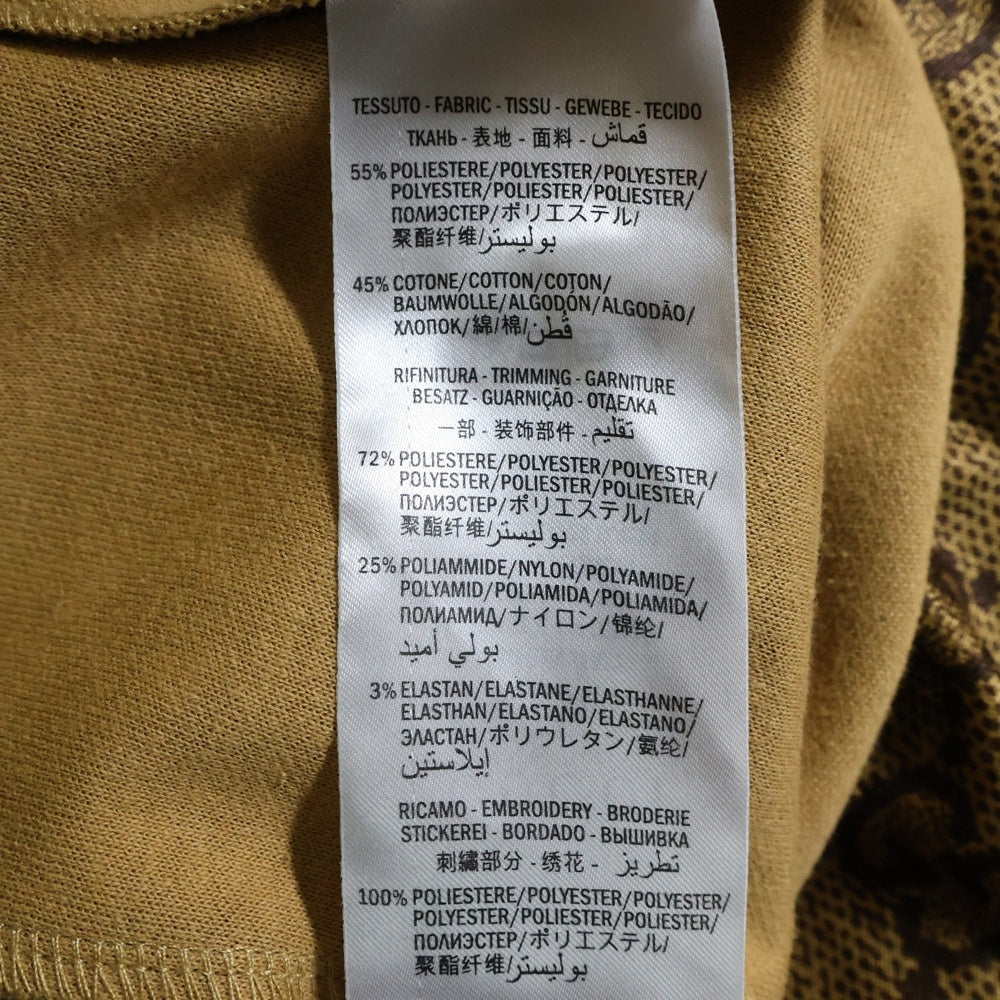 TESSUTO - FABRIC - TISSU - GEWEBE - TECIDO
ТКАНЬ - 表地 - 面料 - قماش
55% POLIESTERE/POLYESTER/POLYESTER/
POLYESTER/POLIESTER/POLIESTER/
ПОЛИЭСТЕР/ポリエステル/
聚酯纤维/بوليستر
45% COTONE/COTTON/COTON/
BAUMWOLLE/ALGODÓN/ALGODÃO/
ХЛОПОК/綿/棉/قُطن
RIFINITURA - TRIMMING - GARNITURE
BESATZ - GUARNIÇÃO - ОТДЕЛКА
一部 - 装饰部件 - تقليم
72% POLIESTERE/POLYESTER/POLYESTER/
POLYESTER/POLIESTER/POLIESTER/
ПОЛИЭСТЕР/ポリエステル/
聚酯纤维/بوليستر
25% POLIAMMIDE/NYLON/POLYAMIDE/
POLYAMID/POLIAMIDA/POLIAMIDA/
ПОЛИАМИД/ナイロン/锦纶/
بولي أميد
3% ELASTAN/ELASTANE/ELASTHANNE/
ELASTHAN/ELASTANO/ELASTANO/
ЭЛАСТАН/ポリウレタン/氨纶/
إيلاستين
RICAMO - EMBROIDERY - BRODERIE
STICKEREI - BORDADO - ВЫШИВКА
刺繍部分 - 绣花 - تطريز
100% POLIESTERE/POLYESTER/POLYESTER/
POLYESTER/POLIESTER/POLIESTER/
ПОЛИЭСТЕР/ポリエステル/
聚酯纤维/بوليستر